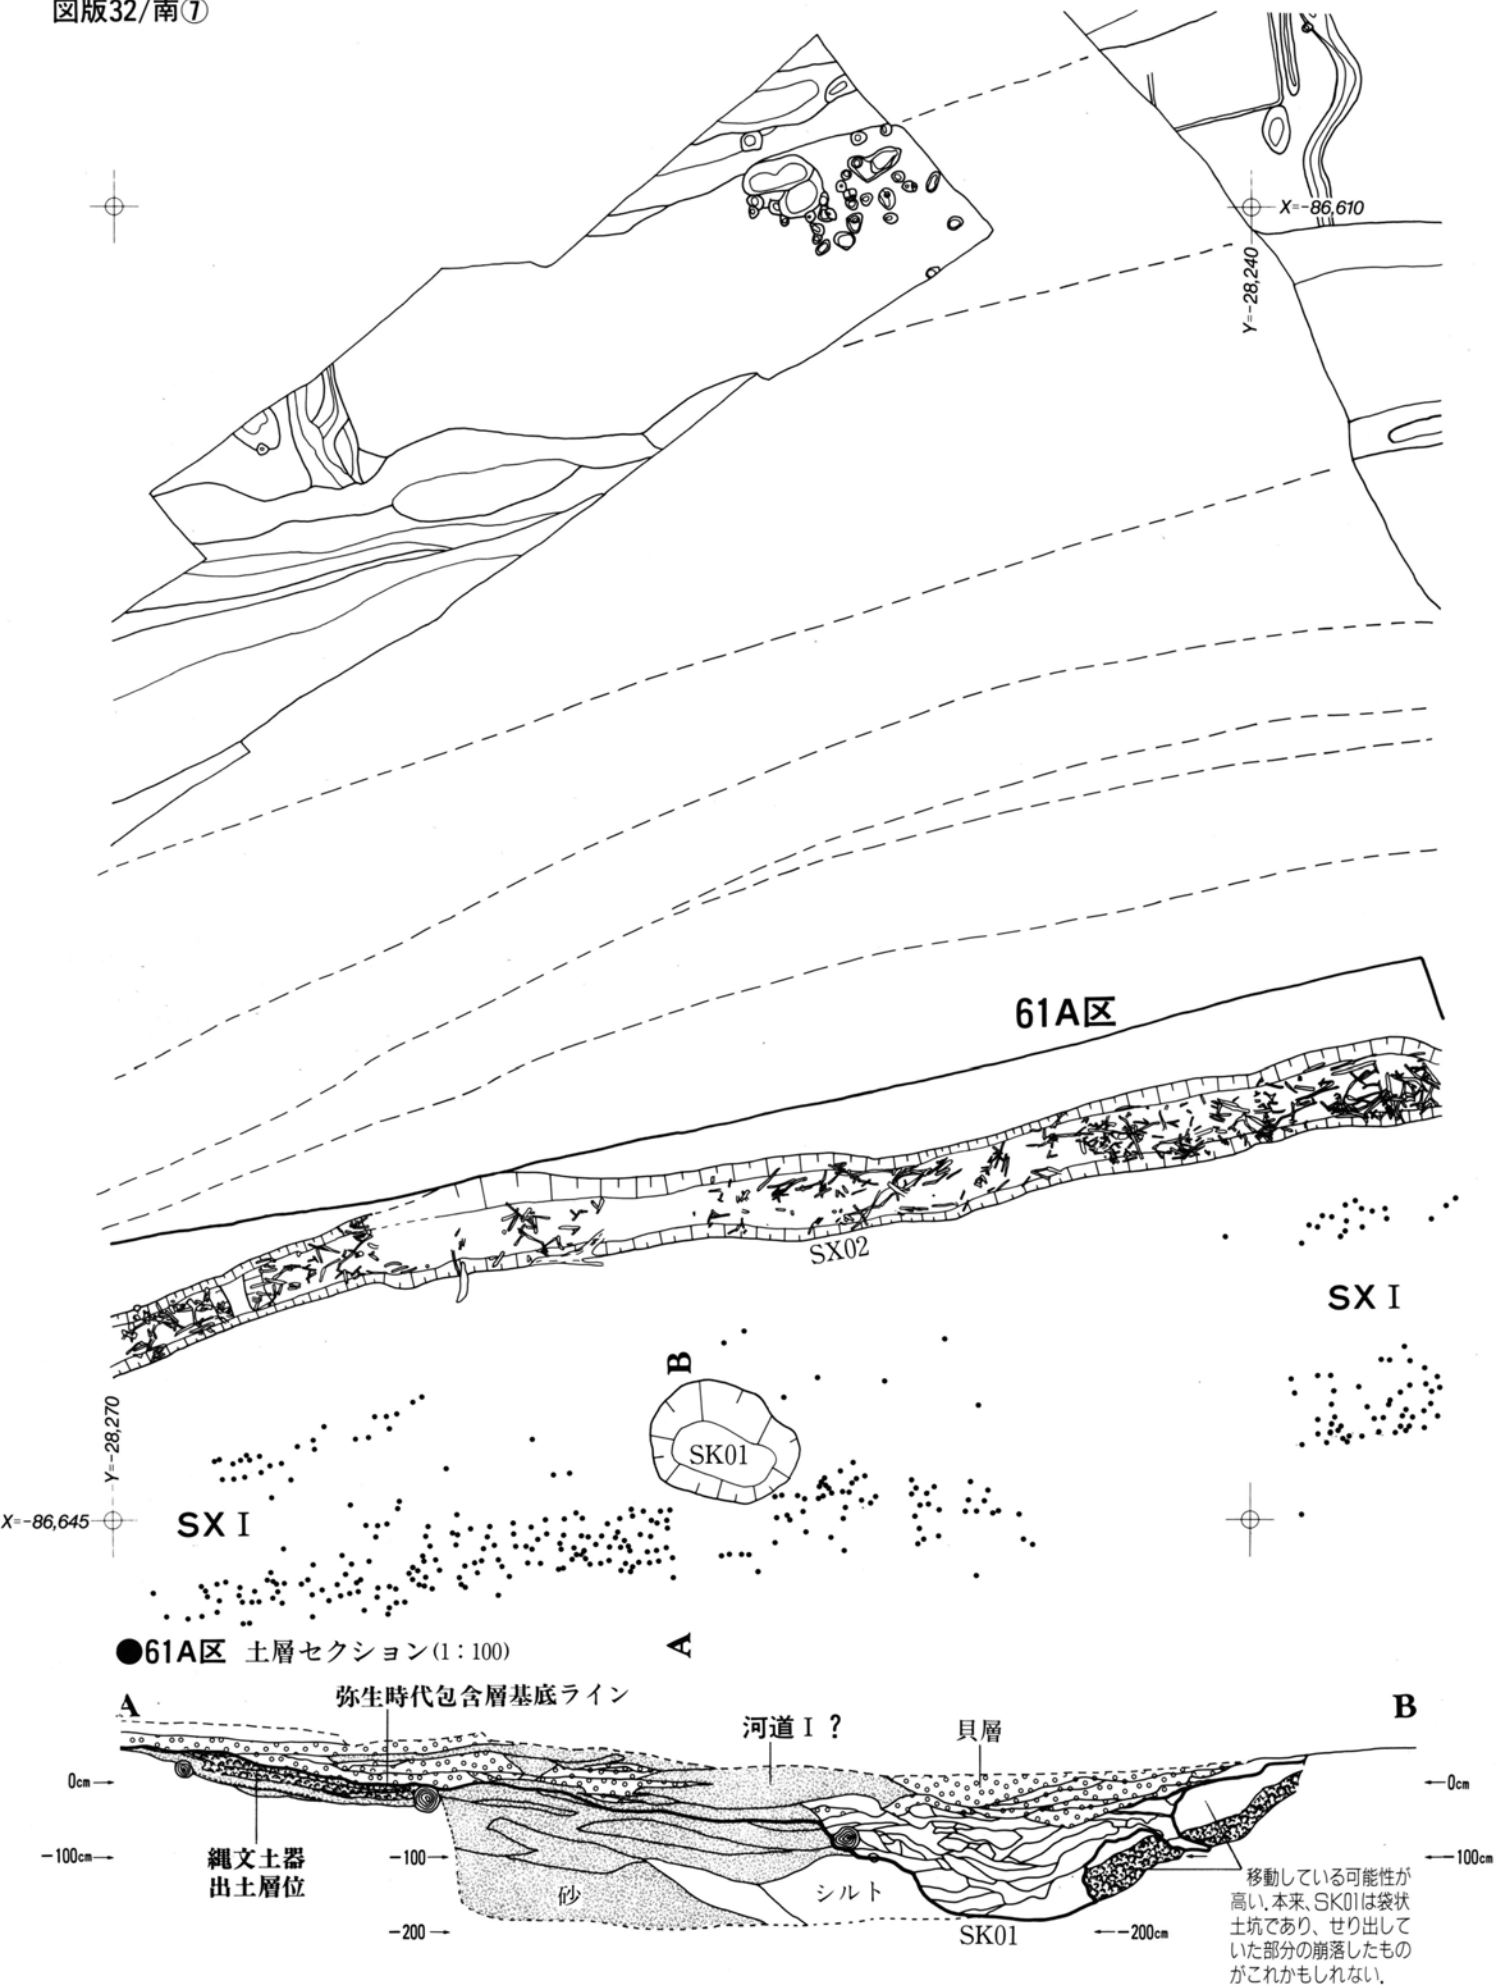 図版32/南⑦
X=-86,610
Y=-28,240
61A区
SX02
SX I
B
SK01
Y=-28,270
X=-86,645
SX I
A
●61A区 土層セクション(1：100)
A
弥生時代包含層基底ライン
河道I？
貝層
B
0cm
0cm
-100cm
縄文土器
出土層位
-100
砂
シルト
-100cm
-200
SK01
-200cm
移動している可能性が
高い．本来、SK01は袋状
土坑であり、せり出して
いた部分の崩落したもの
がこれかもしれない．